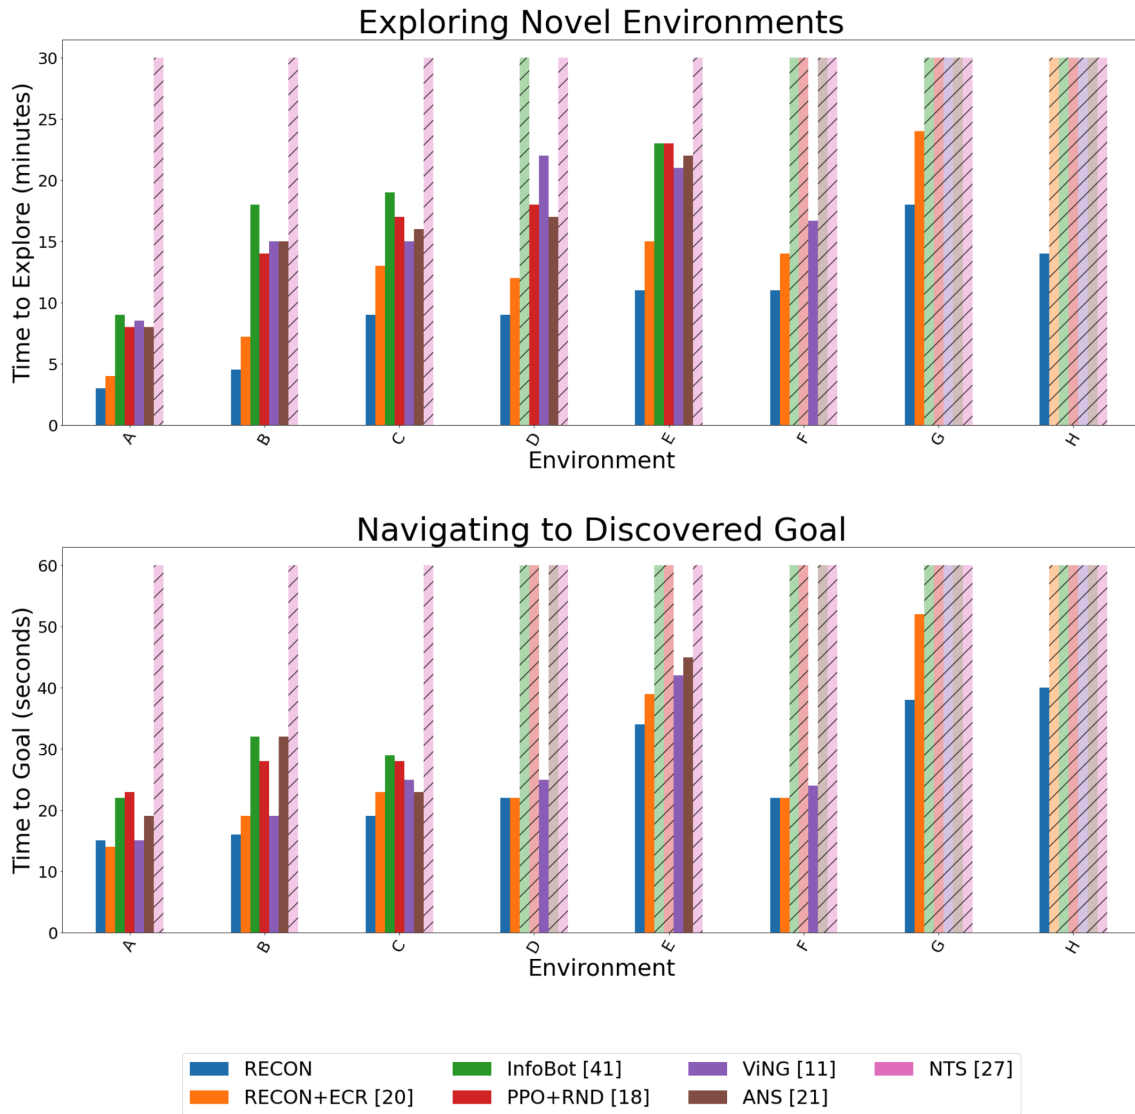 Exploring Novel Environments
Time to Explore (minutes)
30
25
20
15
10
5
0
A B C D E F G H
Environment
Navigating to Discovered Goal
Time to Goal (seconds)
60
50
40
30
20
10
0
A B C D E F G H
Environment
RECON InfoBot [41] ViNG [11] NTS [27]
RECON+ECR [20] PPO+RND [18] ANS [21]